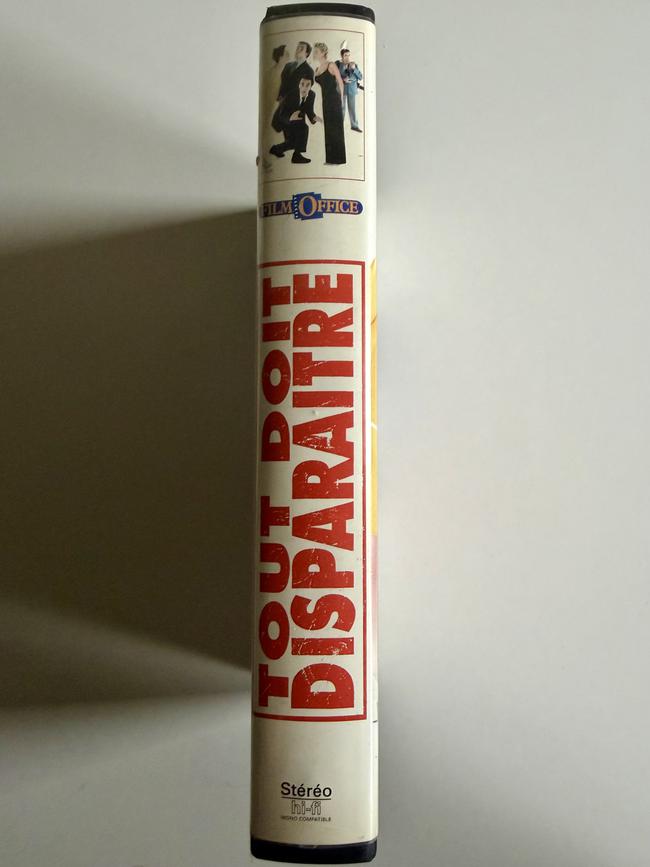 FILM OFFICE
TOUT DOIT
DISPARAITRE
Stéréo
hi-fi
MONO COMPATIBLE